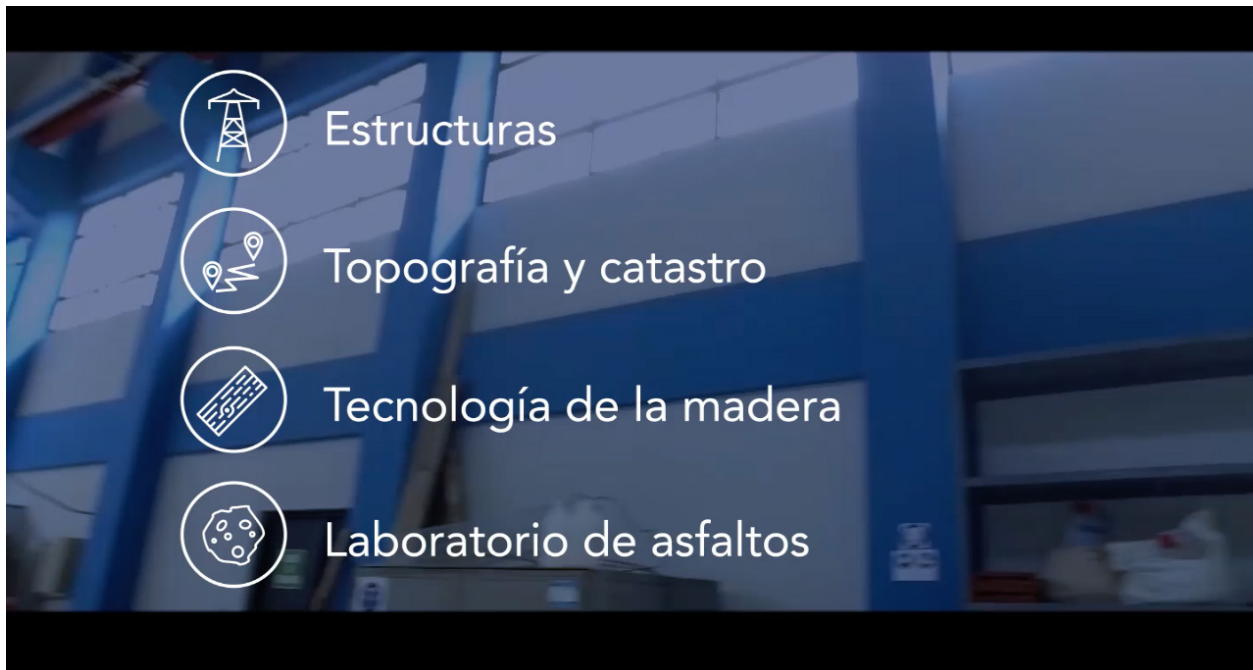 Estructuras
Topografía y catastro
Tecnología de la madera
Laboratorio de asfaltos